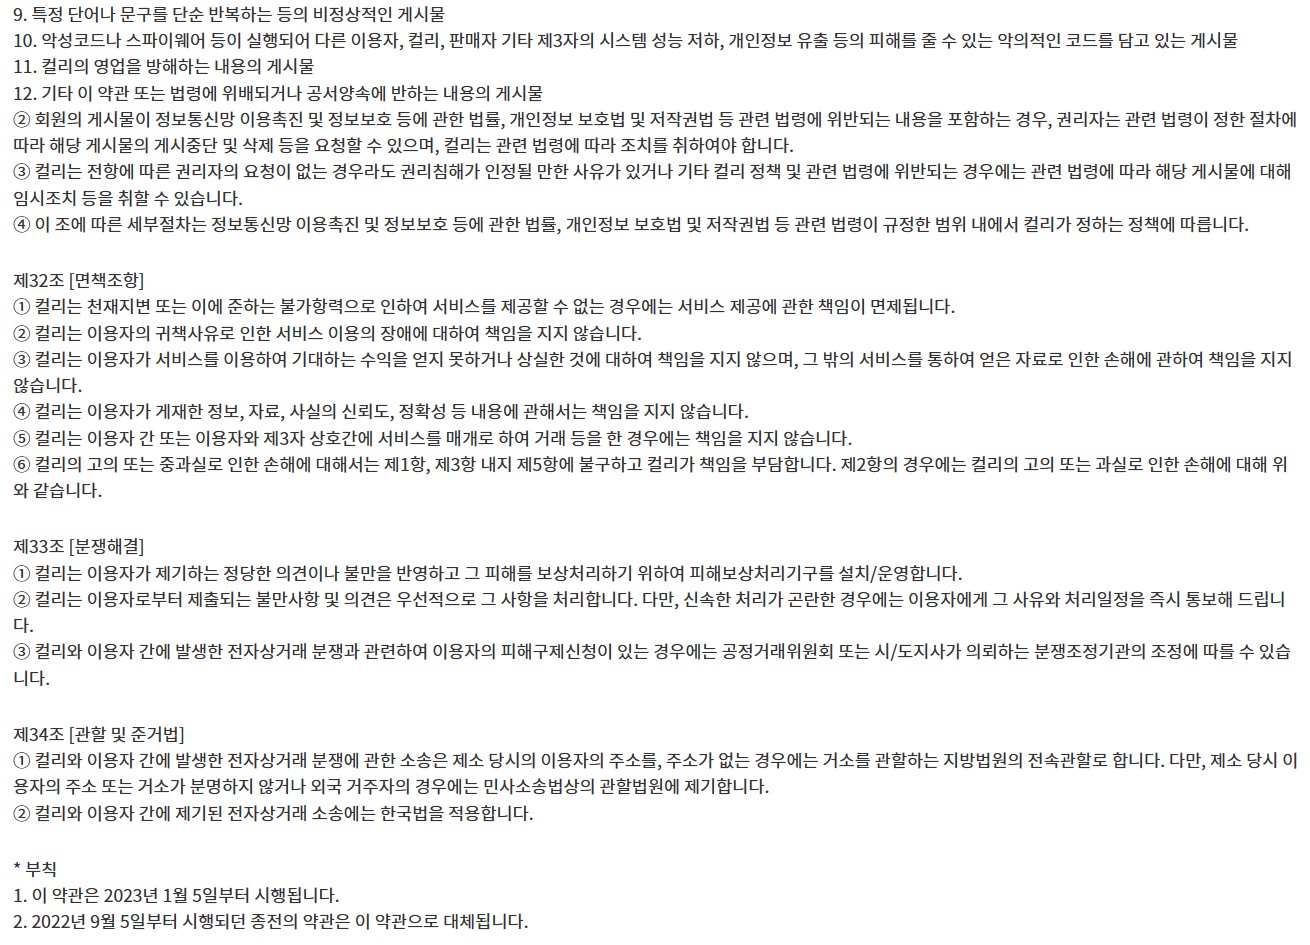 9. 특정 단어나 문구를 단순 반복하는 등의 비정상적인 게시물
10. 악성코드나 스파이웨어 등이 실행되어 다른 이용자, 컬리, 판매자 기타 제3자의 시스템 성능 저하, 개인정보 유출 등의 피해를 줄 수 있는 악의적인 코드를 담고 있는 게시물
11. 컬리의 영업을 방해하는 내용의 게시물
12. 기타 이 약관 또는 법령에 위배되거나 공서양속에 반하는 내용의 게시물
② 회원의 게시물이 정보통신망 이용촉진 및 정보보호 등에 관한 법률, 개인정보 보호법 및 저작권법 등 관련 법령에 위반되는 내용을 포함하는 경우, 권리자는 관련 법령이 정한 절차에
따라 해당 게시물의 게시중단 및 삭제 등을 요청할 수 있으며, 컬리는 관련 법령에 따라 조치를 취하여야 합니다.
③ 컬리는 전항에 따른 권리자의 요청이 없는 경우라도 권리침해가 인정될 만한 사유가 있거나 기타 컬리 정책 및 관련 법령에 위반되는 경우에는 관련 법령에 따라 해당 게시물에 대해
임시조치 등을 취할 수 있습니다.
④ 이 조에 따른 세부절차는 정보통신망 이용촉진 및 정보보호 등에 관한 법률, 개인정보 보호법 및 저작권법 등 관련 법령이 규정한 범위 내에서 컬리가 정하는 정책에 따릅니다.
제32조 [면책조항]
① 컬리는 천재지변 또는 이에 준하는 불가항력으로 인하여 서비스를 제공할 수 없는 경우에는 서비스 제공에 관한 책임이 면제됩니다.
② 컬리는 이용자의 귀책사유로 인한 서비스 이용의 장애에 대하여 책임을 지지 않습니다.
③ 컬리는 이용자가 서비스를 이용하여 기대하는 수익을 얻지 못하거나 상실한 것에 대하여 책임을 지지 않으며, 그 밖의 서비스를 통하여 얻은 자료로 인한 손해에 관하여 책임을 지지
않습니다.
④ 컬리는 이용자가 게재한 정보, 자료, 사실의 신뢰도, 정확성 등 내용에 관해서는 책임을 지지 않습니다.
⑤ 컬리는 이용자 간 또는 이용자와 제3자 상호간에 서비스를 매개로 하여 거래 등을 한 경우에는 책임을 지지 않습니다.
⑥ 컬리의 고의 또는 중과실로 인한 손해에 대해서는 제1항, 제3항 내지 제5항에 불구하고 컬리가 책임을 부담합니다. 제2항의 경우에는 컬리의 고의 또는 과실로 인한 손해에 대해 위
와 같습니다.
제33조 [분쟁해결]
① 컬리는 이용자가 제기하는 정당한 의견이나 불만을 반영하고 그 피해를 보상처리하기 위하여 피해보상처리기구를 설치/운영합니다.
② 컬리는 이용자로부터 제출되는 불만사항 및 의견은 우선적으로 그 사항을 처리합니다. 다만, 신속한 처리가 곤란한 경우에는 이용자에게 그 사유와 처리일정을 즉시 통보해 드립니
다.
③ 컬리와 이용자 간에 발생한 전자상거래 분쟁과 관련하여 이용자의 피해구제신청이 있는 경우에는 공정거래위원회 또는 시/도지사가 의뢰하는 분쟁조정기관의 조정에 따를 수 있습
니다.
제34조 [관할 및 준거법]
① 컬리와 이용자 간에 발생한 전자상거래 분쟁에 관한 소송은 제소 당시의 이용자의 주소를, 주소가 없는 경우에는 거소를 관할하는 지방법원의 전속관할로 합니다. 다만, 제소 당시 이
용자의 주소 또는 거소가 분명하지 않거나 외국 거주자의 경우에는 민사소송법상의 관할법원에 제기합니다.
② 컬리와 이용자 간에 제기된 전자상거래 소송에는 한국법을 적용합니다.
* 부칙
1. 이 약관은 2023년 1월 5일부터 시행됩니다.
2. 2022년 9월 5일부터 시행되던 종전의 약관은 이 약관으로 대체됩니다.